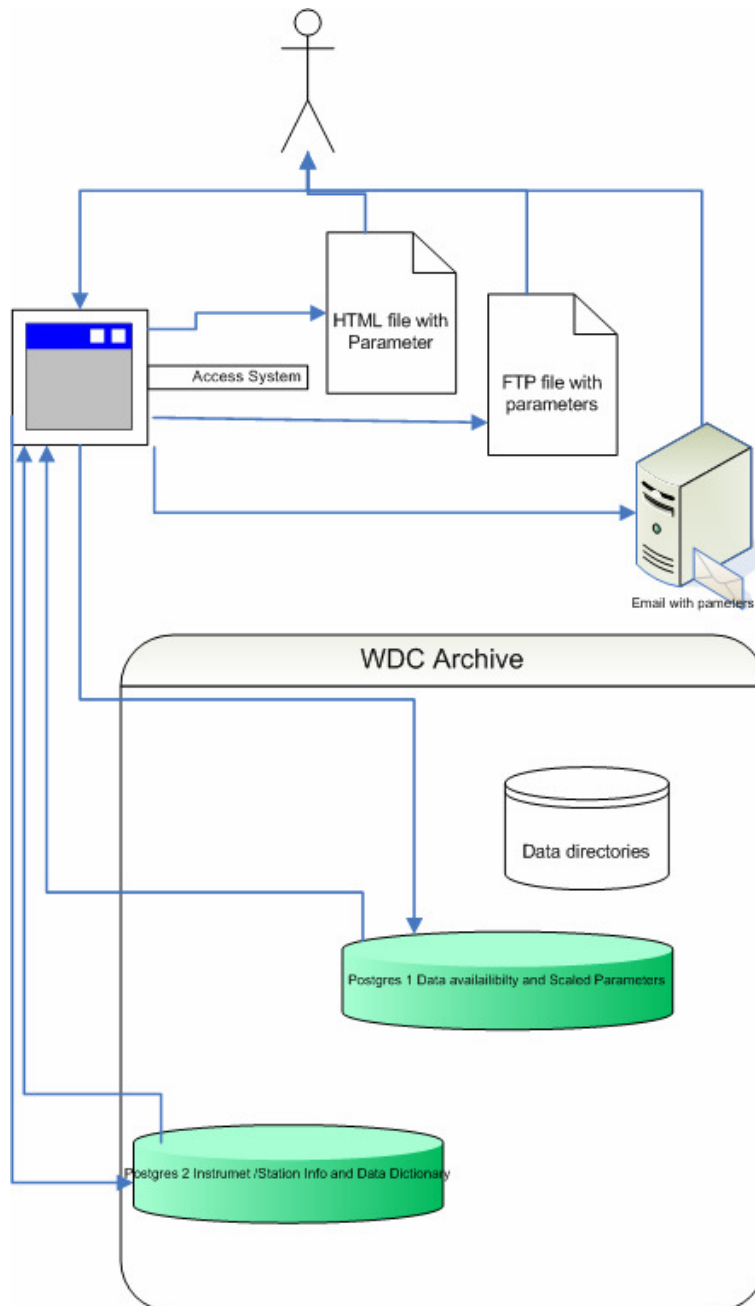 HTML file with
Parameter
Access System
FTP file with
parameters
Email with pameters
WDC Archive
Data directories
Postgres 1 Data availailibilty and Scaled Parameters
Postgres 2 Instrumet /Station Info and Data Dictionary